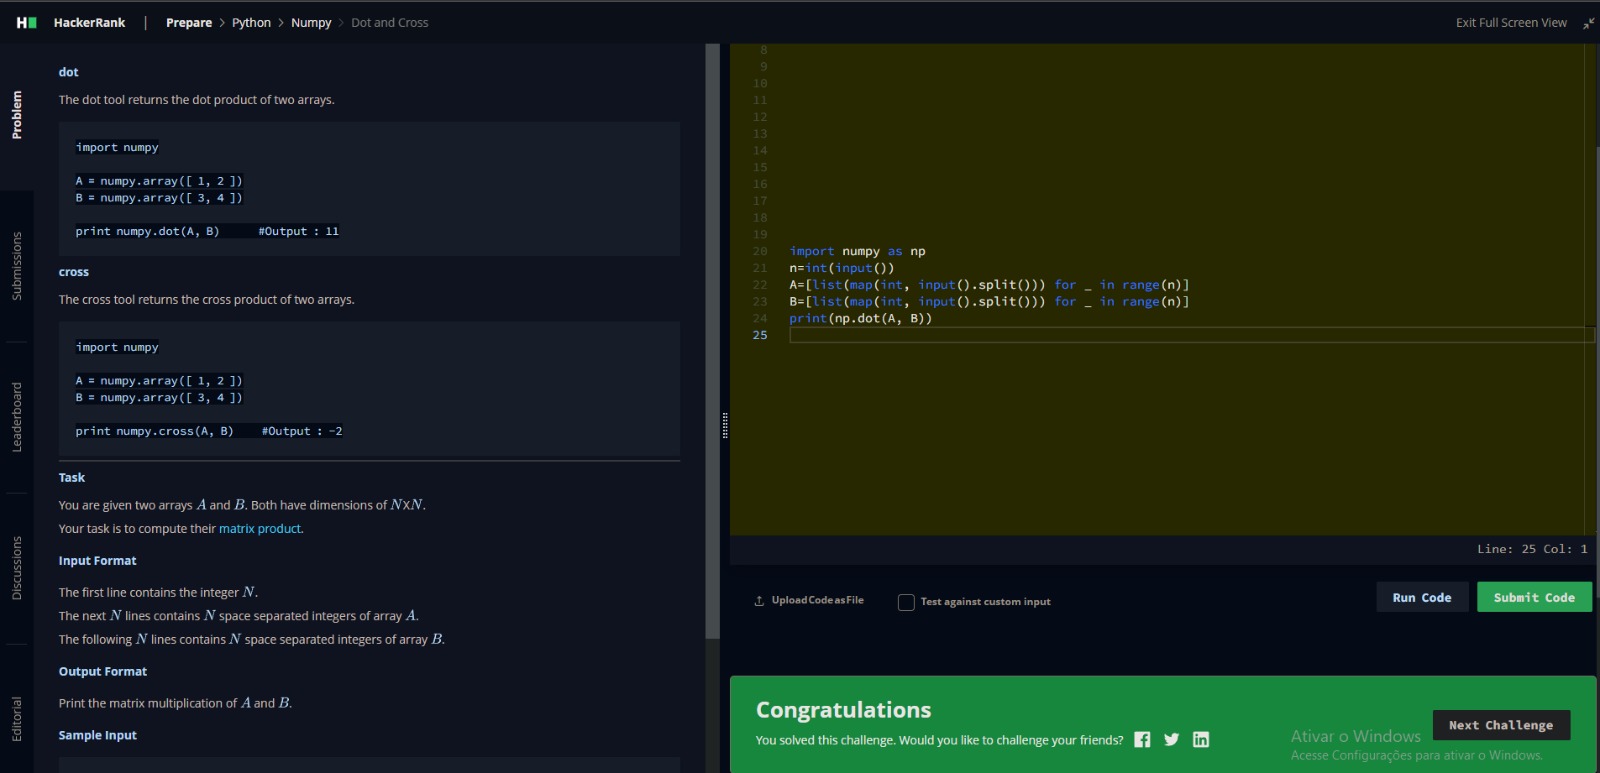 HackerRank | Prepare > Python > Numpy > Dot and Cross
Exit Full Screen View
Problem
Submissions
Leaderboard
Discussions
Editorial
dot
The dot tool returns the dot product of two arrays.
import numpy
A = numpy.array([ 1, 2 ])
B = numpy.array([ 3, 4 ])
print numpy.dot(A, B)     #Output : 11
cross
The cross tool returns the cross product of two arrays.
import numpy
A = numpy.array([ 1, 2 ])
B = numpy.array([ 3, 4 ])
print numpy.cross(A, B)    #Output : -2
Task
You are given two arrays A and B. Both have dimensions of NXN.
Your task is to compute their matrix product.
Input Format
The first line contains the integer N.
The next N lines contains N space separated integers of array A.
The following N lines contains N space separated integers of array B.
Output Format
Print the matrix multiplication of A and B.
Sample Input
8
9
10
11
12
13
14
15
16
17
18
19
20 import numpy as np
21 n=int(input())
22 A=[list(map(int, input().split())) for _ in range(n)]
23 B=[list(map(int, input().split())) for _ in range(n)]
24 print(np.dot(A, B))
25
Line: 25 Col: 1
Upload Code as File
Test against custom input
Run Code
Submit Code
Congratulations
You solved this challenge. Would you like to challenge your friends?
Next Challenge
Ativar o Windows
Acesse Configurações para ativar o Windows.